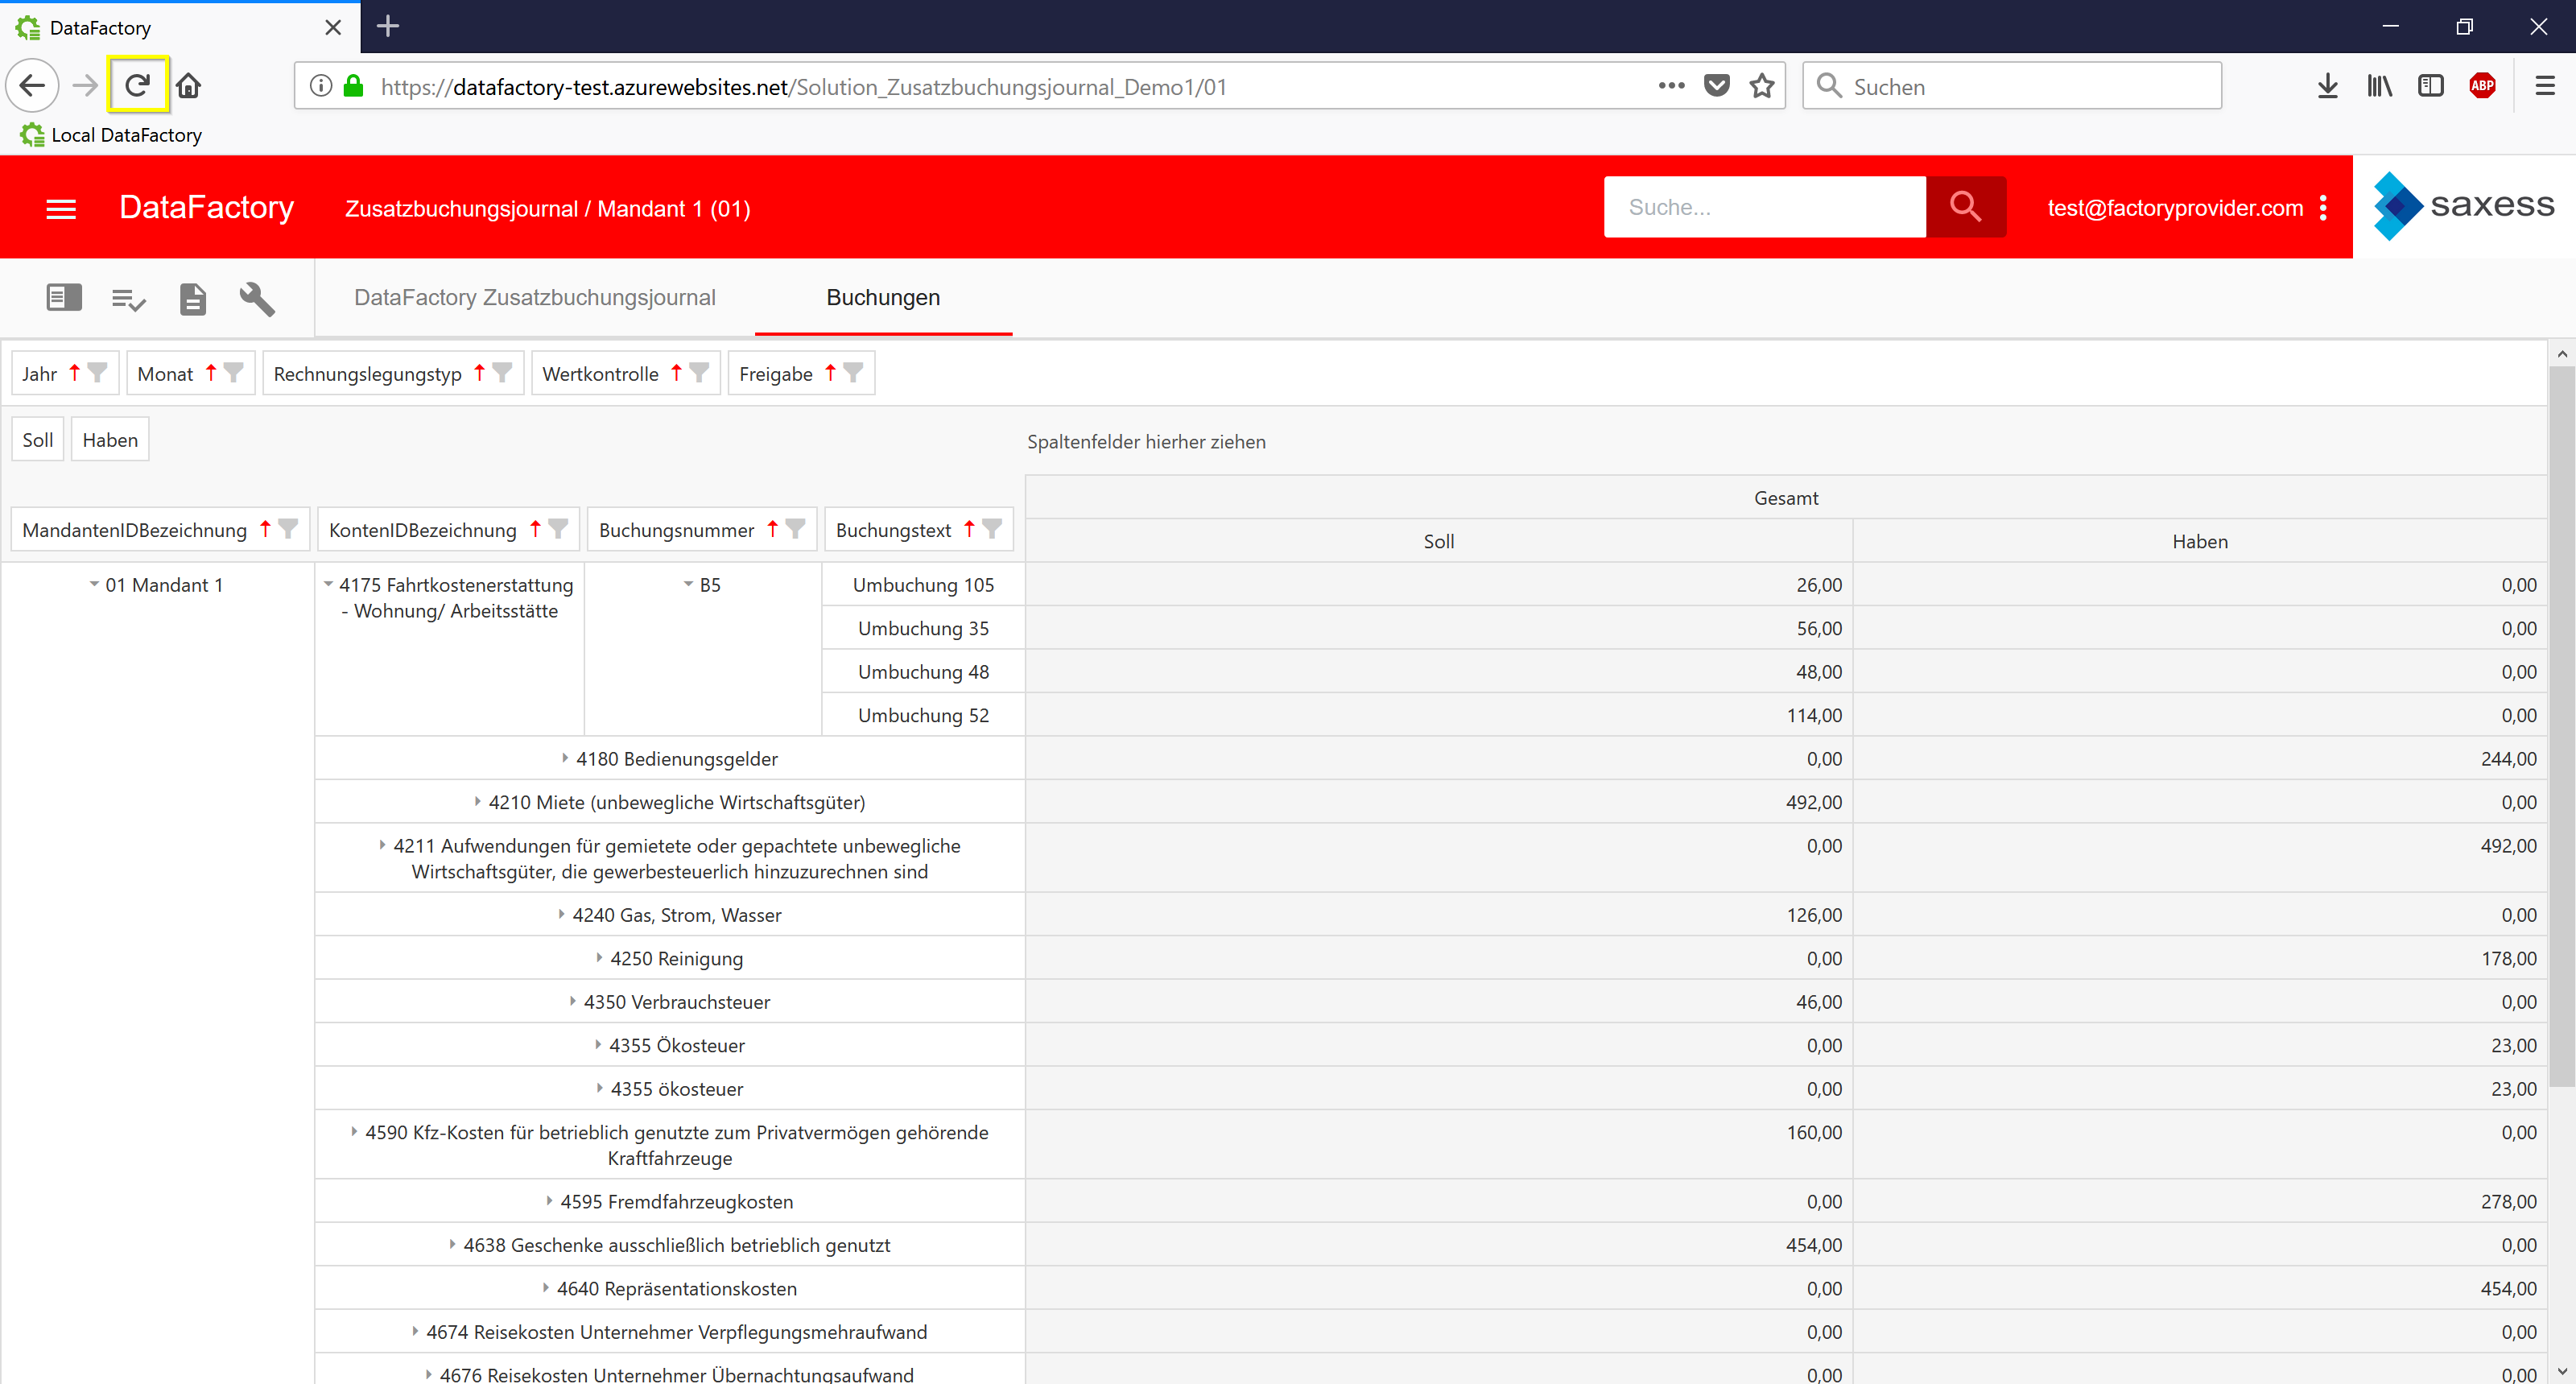 DataFactory
https://datafactory-test.azurewebsites.net/Solution_Zusatzbuchungsjournal_Demo1/01
Suchen
ABP
Local DataFactory
DataFactory
Zusatzbuchungsjournal / Mandant 1 (01)
Suche...
test@factoryprovider.com
saxess
DataFactory Zusatzbuchungsjournal
Buchungen
Jahr
Monat
Rechnungslegungstyp
Wertkontrolle
Freigabe
Soll
Haben
Spaltenfelder hierher ziehen
Gesamt
MandantenIDBezeichnung
KontenIDBezeichnung
Buchungsnummer
Buchungstext
Soll
Haben
01 Mandant 1
4175 Fahrtkostenerstattung
- Wohnung/ Arbeitsstätte
B5
Umbuchung 105
26,00
0,00
Umbuchung 35
56,00
0,00
Umbuchung 48
48,00
0,00
Umbuchung 52
114,00
0,00
4180 Bedienungsgelder
0,00
244,00
4210 Miete (unbewegliche Wirtschaftsgüter)
492,00
0,00
4211 Aufwendungen für gemietete oder gepachtete unbewegliche
Wirtschaftsgüter, die gewerbesteuerlich hinzuzurechnen sind
0,00
492,00
4240 Gas, Strom, Wasser
126,00
0,00
4250 Reinigung
0,00
178,00
4350 Verbrauchsteuer
46,00
0,00
4355 Ökosteuer
0,00
23,00
4355 ökosteuer
0,00
23,00
4590 Kfz-Kosten für betrieblich genutzte zum Privatvermögen gehörende
Kraftfahrzeuge
160,00
0,00
4595 Fremdfahrzeugkosten
0,00
278,00
4638 Geschenke ausschließlich betrieblich genutzt
454,00
0,00
4640 Repräsentationskosten
0,00
454,00
4674 Reisekosten Unternehmer Verpflegungsmehraufwand
0,00
0,00
4676 Reisekosten Unternehmer Übernachtungsaufwand
0,00
0,00